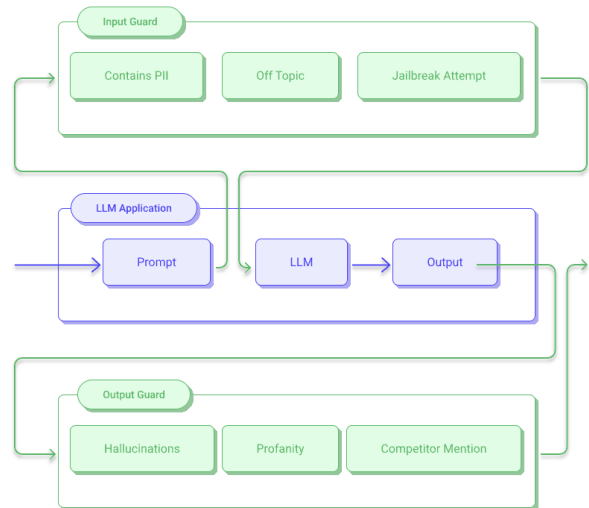 Input Guard
Contains PII
Off Topic
Jailbreak Attempt
LLM Application
Prompt
LLM
Output
Output Guard
Hallucinations
Profanity
Competitor Mention